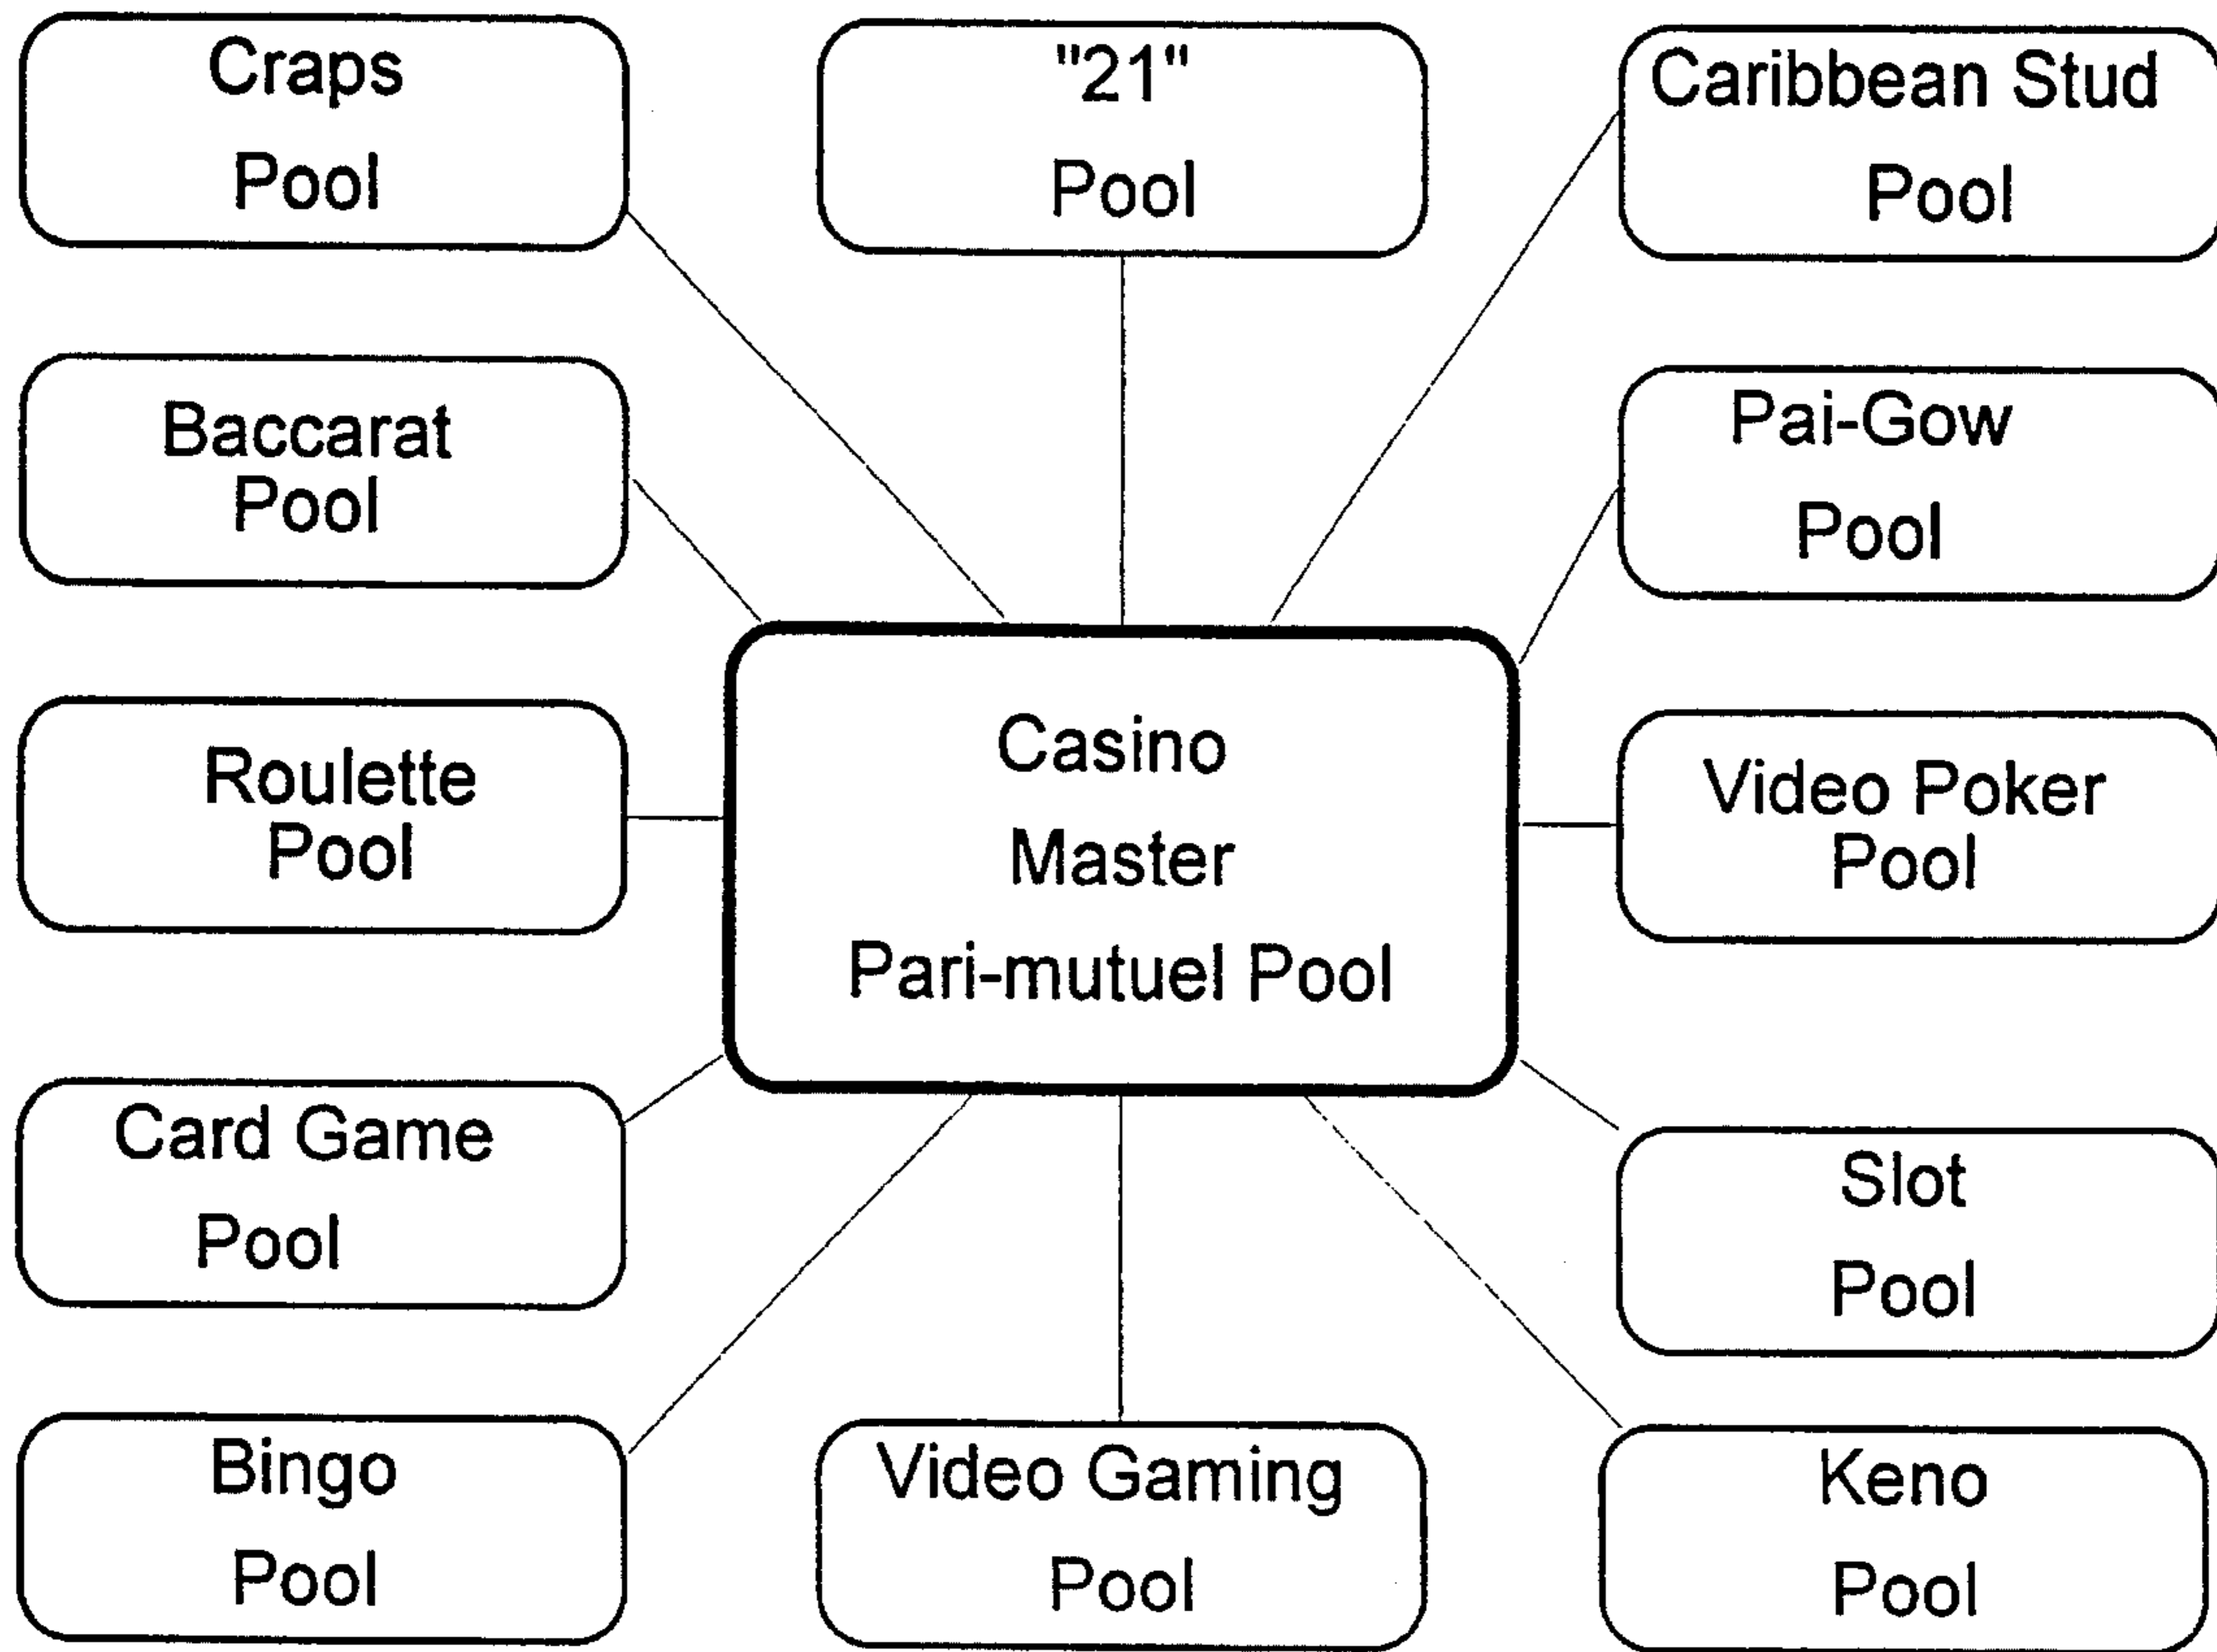 Craps
Pool
"21"
Pool
Caribbean Stud
Pool
Baccarat
Pool
Pai-Gow
Pool
Roulette
Pool
Casino
Master
Pari-mutuel Pool
Video Poker
Pool
Card Game
Pool
Slot
Pool
Bingo
Pool
Video Gaming
Pool
Keno
Pool